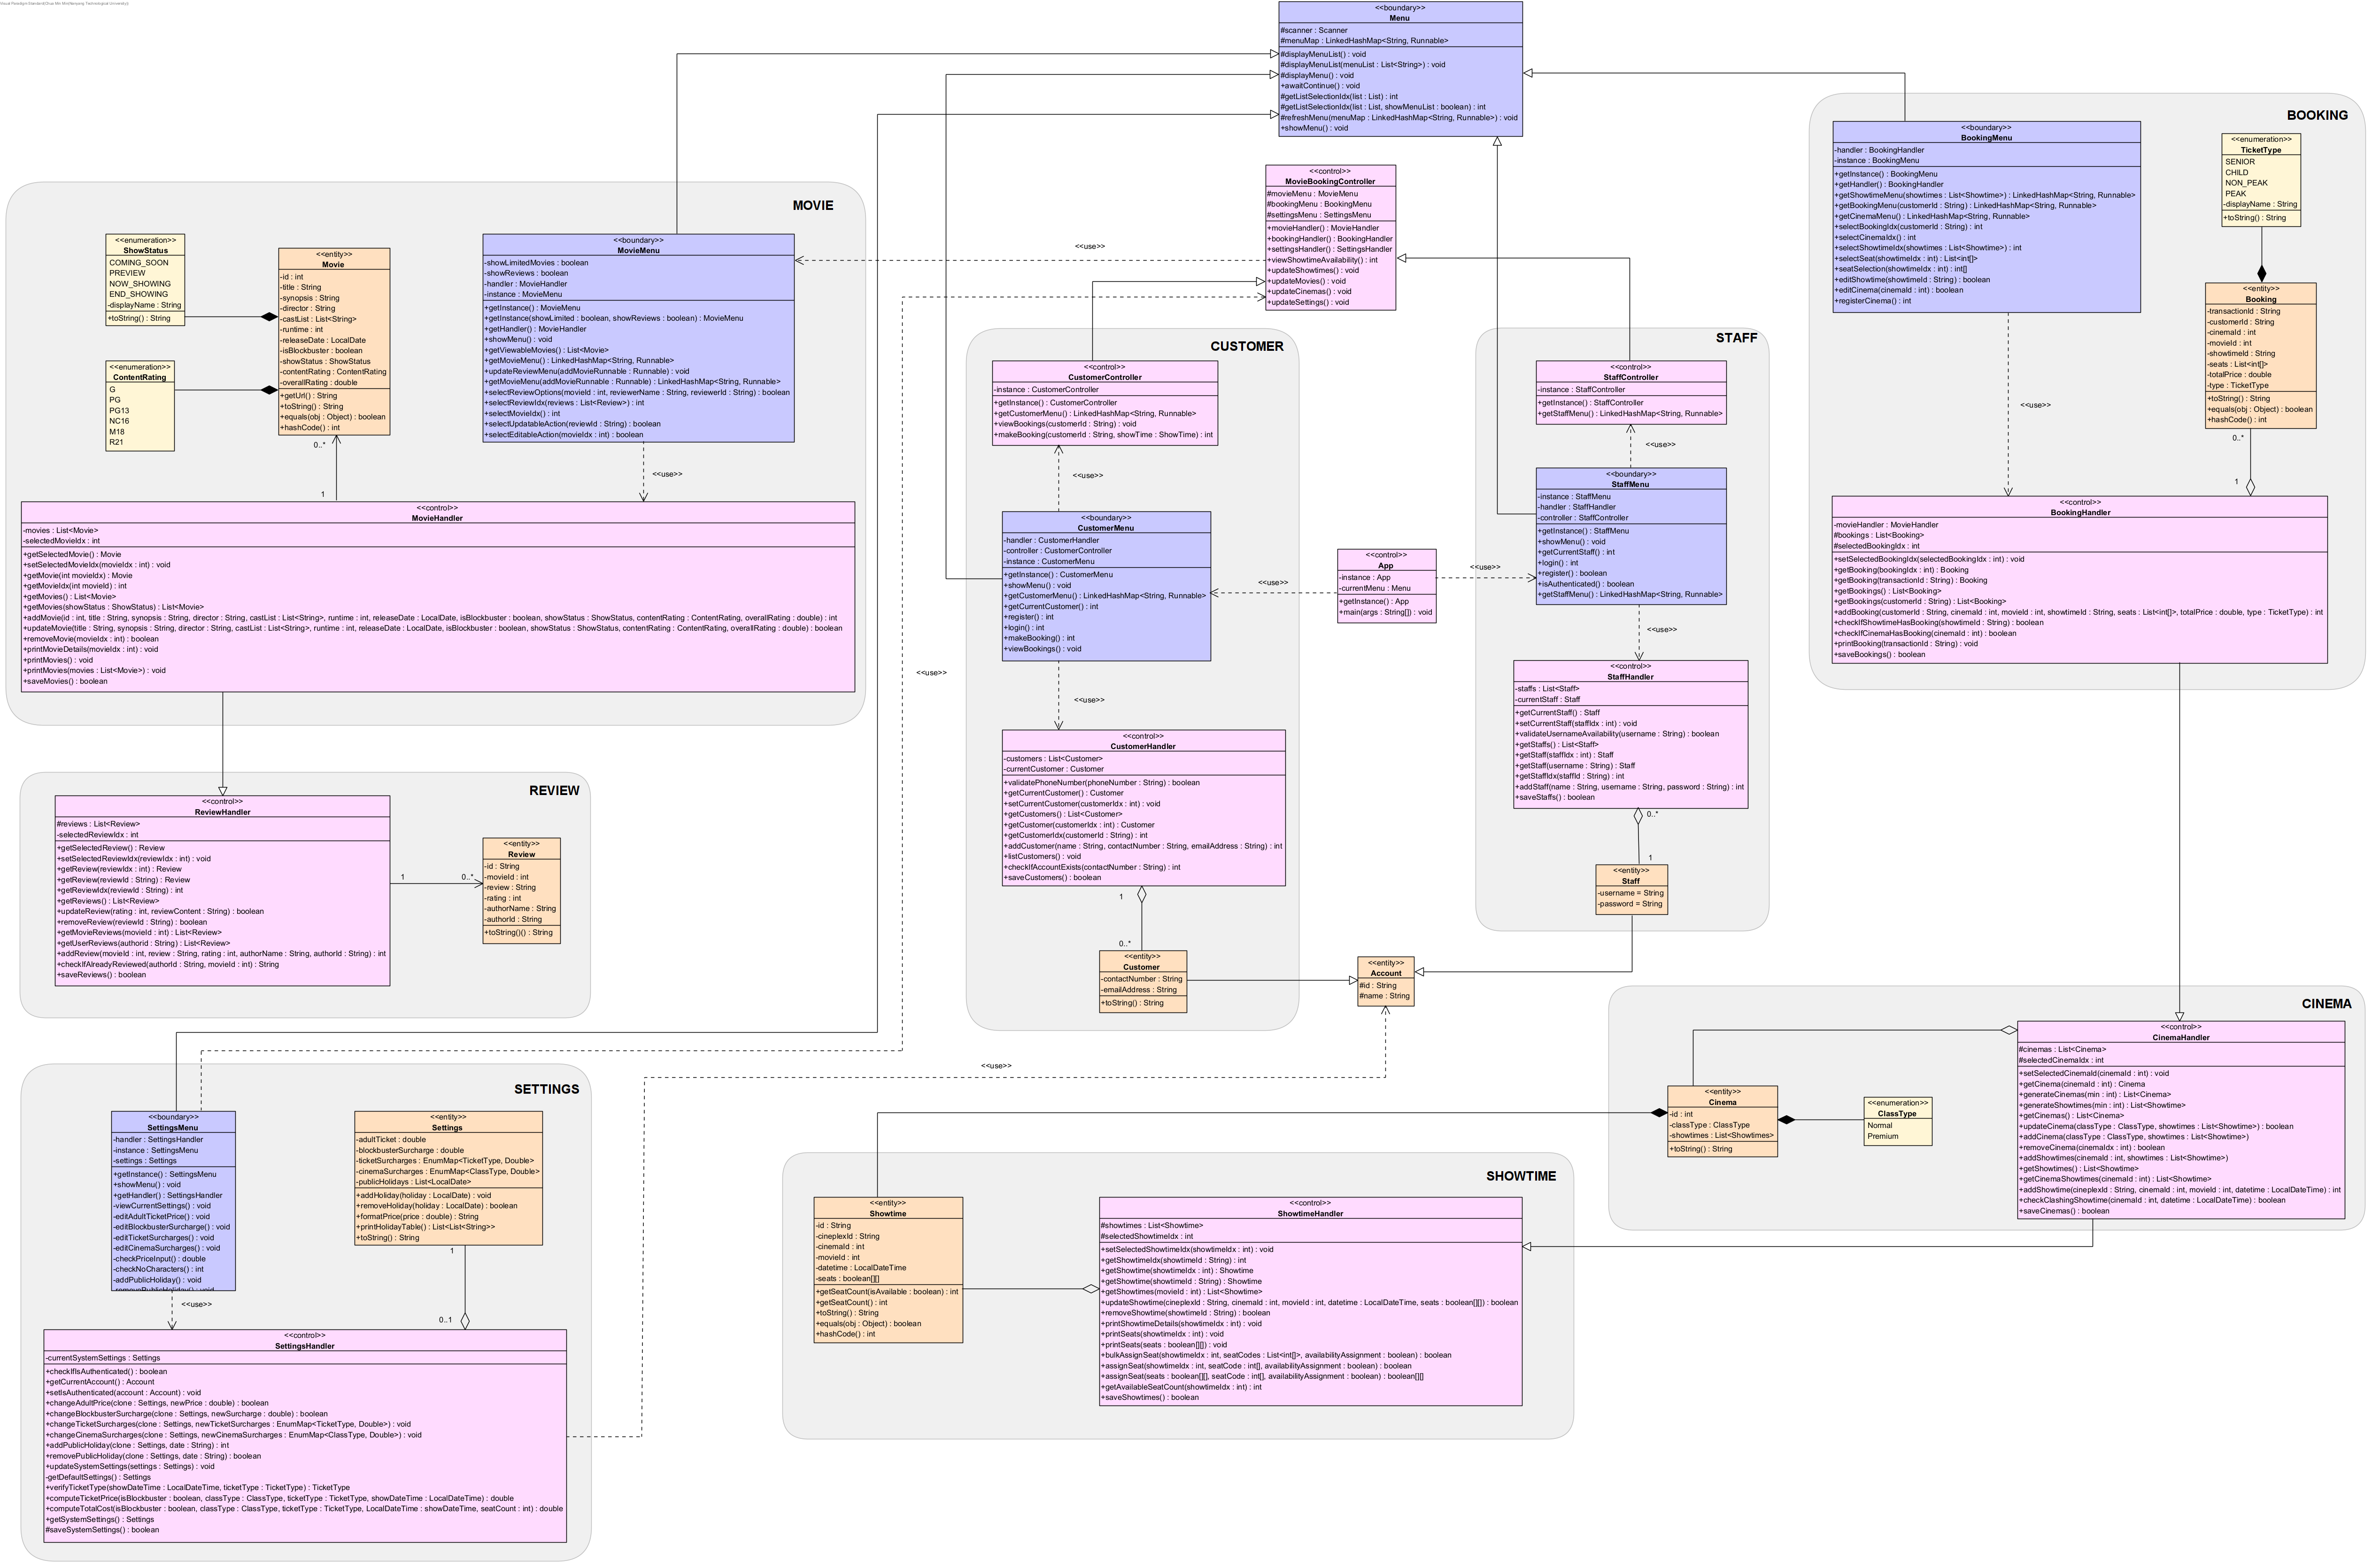 Visual Paradigm Standard(Chua Min Min(Nanyang Technological University))
<<boundary>>
Menu
#scanner : Scanner
#menuMap : LinkedHashMap<String, Runnable>
#displayMenuList() : void
#displayMenuList(menuList : List<String>) : void
#displayMenu() : void
+awaitContinue() : void
#getListSelectionIdx(list : List) : int
#getListSelectionIdx(list : List, showMenuList : boolean) : int
#refreshMenu(menuMap : LinkedHashMap<String, Runnable>) : void
+showMenu() : void
<<control>>
MovieBookingController
#movieMenu : MovieMenu
#bookingMenu : BookingMenu
#settingsMenu : SettingsMenu
+movieHandler() : MovieHandler
+bookingHandler() : BookingHandler
+settingsHandler() : SettingsHandler
+viewShowtimeAvailability() : int
+updateShowtimes() : void
+updateMovies() : void
+updateCinemas() : void
+updateSettings() : void
<<use>>
<<use>>
MOVIE
<<enumeration>>
ShowStatus
COMING_SOON
PREVIEW
NOW_SHOWING
END_SHOWING
-displayName : String
+toString() : String
<<enumeration>>
ContentRating
G
PG
PG13
NC16
M18
R21
<<entity>>
Movie
-id : int
-title : String
-synopsis : String
-director : String
-castList : List<String>
-runtime : int
-releaseDate : LocalDate
-isBlockbuster : boolean
-showStatus : ShowStatus
-contentRating : ContentRating
-overallRating : double
+getUrl() : String
+toString() : String
+equals(obj : Object) : boolean
+hashCode() : int
0..*
1
<<boundary>>
MovieMenu
-showLimitedMovies : boolean
-showReviews : boolean
-handler : MovieHandler
-instance : MovieMenu
+getInstance() : MovieMenu
+getInstance(showLimited : boolean, showReviews : boolean) : MovieMenu
+getHandler() : MovieHandler
+showMenu() : void
+getViewableMovies() : List<Movie>
+getMovieMenu() : LinkedHashMap<String, Runnable>
+updateReviewMenu(addMovieRunnable : Runnable) : void
+getMovieMenu(addMovieRunnable : Runnable) : LinkedHashMap<String, Runnable>
+selectReviewOptions(movieId : int, reviewerName : String, reviewerId : String) : boolean
+selectReviewIdx(reviews : List<Review>) : int
+selectMovieIdx() : int
+selectUpdatableAction(reviewId : String) : boolean
+selectEditableAction(movieIdx : int) : boolean
<<use>>
<<control>>
MovieHandler
-movies : List<Movie>
-selectedMovieIdx : int
+getSelectedMovie() : Movie
+setSelectedMovieIdx(movieIdx : int) : void
+getMovie(int movieIdx) : Movie
+getMovieIdx(int movieId) : int
+getMovies() : List<Movie>
+getMovies(showStatus : ShowStatus) : List<Movie>
+addMovie(id : int, title : String, synopsis : String, director : String, castList : List<String>, runtime : int, releaseDate : LocalDate, isBlockbuster : boolean, showStatus : ShowStatus, contentRating : ContentRating, overallRating : double) : int
+updateMovie(title : String, synopsis : String, director : String, castList : List<String>, runtime : int, releaseDate : LocalDate, isBlockbuster : boolean, showStatus : ShowStatus, contentRating : ContentRating, overallRating : double) : boolean
+removeMovie(movieIdx : int) : boolean
+printMovieDetails(movieIdx : int) : void
+printMovies() : void
+printMovies(movies : List<Movie>) : void
+saveMovies() : boolean
REVIEW
<<control>>
ReviewHandler
#reviews : List<Review>
-selectedReviewIdx : int
+getSelectedReview() : Review
+setSelectedReviewIdx(reviewIdx : int) : void
+getReview(reviewIdx : int) : Review
+getReview(reviewId : String) : Review
+getReviewIdx(reviewId : String) : int
+getReviews() : List<Review>
+updateReview(rating : int, reviewContent : String) : boolean
+removeReview(reviewId : String) : boolean
+getMovieReviews(movieId : int) : List<Review>
+getUserReviews(authorid : String) : List<Review>
+addReview(movieId : int, review : String, rating : int, authorName : String, authorId : String) : int
+checkIfAlreadyReviewed(authorId : String, movieId : int) : String
+saveReviews() : boolean
1
0..*
<<entity>>
Review
-id : String
-movieId : int
-review : String
-rating : int
-authorName : String
-authorId : String
+toString()() : String
SETTINGS
<<boundary>>
SettingsMenu
-handler : SettingsHandler
-instance : SettingsMenu
-settings : Settings
+getInstance() : SettingsMenu
+showMenu() : void
+getHandler() : SettingsHandler
-viewCurrentSettings() : void
-editAdultTicketPrice() : void
-editBlockbusterSurcharge() : void
-editTicketSurcharges() : void
-editCinemaSurcharges() : void
-checkPriceInput() : double
-checkNoCharacters() : int
-addPublicHoliday() : void
-removePublicHoliday() : void
<<use>>
<<entity>>
Settings
-adultTicket : double
-blockbusterSurcharge : double
-ticketSurcharges : EnumMap<TicketType, Double>
-cinemaSurcharges : EnumMap<ClassType, Double>
-publicHolidays : List<LocalDate>
+addHoliday(holiday : LocalDate) : void
+removeHoliday(holiday : LocalDate) : boolean
+formatPrice(price : double) : String
+printHolidayTable() : List<List<String>>
+toString() : String
1
0..1
<<control>>
SettingsHandler
-currentSystemSettings : Settings
+checkIfIsAuthenticated() : boolean
+getCurrentAccount() : Account
+setIsAuthenticated(account : Account) : void
+changeAdultPrice(clone : Settings, newPrice : double) : boolean
+changeBlockbusterSurcharge(clone : Settings, newSurcharge : double) : boolean
+changeTicketSurcharges(clone : Settings, newTicketSurcharges : EnumMap<TicketType, Double>) : void
+changeCinemaSurcharges(clone : Settings, newCinemaSurcharges : EnumMap<ClassType, Double>) : void
+addPublicHoliday(clone : Settings, date : String) : int
+removePublicHoliday(clone : Settings, date : String) : boolean
+updateSystemSettings(settings : Settings) : void
-getDefaultSettings() : Settings
+verifyTicketType(showDateTime : LocalDateTime, ticketType : TicketType) : TicketType
+computeTicketPrice(isBlockbuster : boolean, classType : ClassType, ticketType : TicketType, showDateTime : LocalDateTime) : double
+computeTotalCost(isBlockbuster : boolean, classType : ClassType, ticketType : TicketType, LocalDateTime : showDateTime, seatCount : int) : double
+getSystemSettings() : Settings
#saveSystemSettings() : boolean
<<use>>
CUSTOMER
<<control>>
CustomerController
-instance : CustomerController
+getInstance() : CustomerController
+getCustomerMenu() : LinkedHashMap<String, Runnable>
+viewBookings(customerId : String) : void
+makeBooking(customerId : String, showTime : ShowTime) : int
<<use>>
<<boundary>>
CustomerMenu
-handler : CustomerHandler
-controller : CustomerController
-instance : CustomerMenu
+getInstance() : CustomerMenu
+showMenu() : void
+getCustomerMenu() : LinkedHashMap<String, Runnable>
+getCurrentCustomer() : int
+register() : int
+login() : int
+makeBooking() : int
+viewBookings() : void
<<use>>
<<control>>
CustomerHandler
-customers : List<Customer>
-currentCustomer : Customer
+validatePhoneNumber(phoneNumber : String) : boolean
+getCurrentCustomer() : Customer
+setCurrentCustomer(customerIdx : int) : void
+getCustomers() : List<Customer>
+getCustomer(customerIdx : int) : Customer
+getCustomerIdx(customerId : String) : int
+addCustomer(name : String, contactNumber : String, emailAddress : String) : int
+listCustomers() : void
+checkIfAccountExists(contactNumber : String) : int
+saveCustomers() : boolean
1
0..*
<<entity>>
Customer
-contactNumber : String
-emailAddress : String
+toString() : String
<<use>>
<<control>>
App
-instance : App
-currentMenu : Menu
+getInstance() : App
+main(args : String[]) : void
<<use>>
<<entity>>
Account
#id : String
#name : String
STAFF
<<control>>
StaffController
-instance : StaffController
+getInstance() : StaffController
+getStaffMenu() : LinkedHashMap<String, Runnable>
<<use>>
<<boundary>>
StaffMenu
-instance : StaffMenu
-handler : StaffHandler
-controller : StaffController
+getInstance() : StaffMenu
+showMenu() : void
+getCurrentStaff() : int
+login() : int
+register() : boolean
+isAuthenticated() : boolean
+getStaffMenu() : LinkedHashMap<String, Runnable>
<<use>>
<<control>>
StaffHandler
-staffs : List<Staff>
-currentStaff : Staff
+getCurrentStaff() : Staff
+setCurrentStaff(staffIdx : int) : void
+validateUsernameAvailability(username : String) : boolean
+getStaffs() : List<Staff>
+getStaff(staffIdx : int) : Staff
+getStaff(username : String) : Staff
+getStaffIdx(staffId : String) : int
+addStaff(name : String, username : String, password : String) : int
+saveStaffs() : boolean
0..*
1
<<entity>>
Staff
-username = String
-password = String
BOOKING
<<boundary>>
BookingMenu
-handler : BookingHandler
-instance : BookingMenu
+getInstance() : BookingMenu
+getHandler() : BookingHandler
+getShowtimeMenu(showtimes : List<Showtime>) : LinkedHashMap<String, Runnable>
+getBookingMenu(customerId : String) : LinkedHashMap<String, Runnable>
+getCinemaMenu() : LinkedHashMap<String, Runnable>
+selectBookingIdx(customerId : String) : int
+selectCinemaIdx() : int
+selectShowtimeIdx(showtimes : List<Showtime>) : int
+selectSeat(showtimeIdx : int) : List<int[]>
+seatSelection(showtimeIdx : int) : int[]
+editShowtime(showtimeId : String) : boolean
+editCinema(cinemaId : int) : boolean
+registerCinema() : int
<<use>>
<<enumeration>>
TicketType
SENIOR
CHILD
NON_PEAK
PEAK
-displayName : String
+toString() : String
<<entity>>
Booking
-transactionId : String
-customerId : String
-cinemaId : int
-movieId : int
-showtimeId : String
-seats : List<int[]>
-totalPrice : double
-type : TicketType
+toString() : String
+equals(obj : Object) : boolean
+hashCode() : int
0..*
1
<<control>>
BookingHandler
-movieHandler : MovieHandler
#bookings : List<Booking>
#selectedBookingIdx : int
+setSelectedBookingIdx(selectedBookingIdx : int) : void
+getBooking(bookingIdx : int) : Booking
+getBooking(transactionId : String) : Booking
+getBookings() : List<Booking>
+getBookings(customerId : String) : List<Booking>
+addBooking(customerId : String, cinemaId : int, movieId : int, showtimeId : String, seats : List<int[]>, totalPrice : double, type : TicketType) : int
+checkIfShowtimeHasBooking(showtimeId : String) : boolean
+checkIfCinemaHasBooking(cinemaId : int) : boolean
+printBooking(transactionId : String) : void
+saveBookings() : boolean
CINEMA
<<control>>
CinemaHandler
#cinemas : List<Cinema>
#selectedCinemaIdx : int
+setSelectedCinemaId(cinemaId : int) : void
+getCinema(cinemaId : int) : Cinema
+generateCinemas(min : int) : List<Cinema>
+generateShowtimes(min : int) : List<Showtime>
+getCinemas() : List<Cinema>
+updateCinema(classType : ClassType, showtimes : List<Showtime>) : boolean
+addCinema(classType : ClassType, showtimes : List<Showtime>)
+removeCinema(cinemaIdx : int) : boolean
+addShowtimes(cinemaId : int, showtimes : List<Showtime>)
+getShowtimes() : List<Showtime>
+getCinemaShowtimes(cinemaId : int) : List<Showtime>
+addShowtime(cineplexId : String, cinemaId : int, movieId : int, datetime : LocalDateTime) : int
+checkClashingShowtime(cinemaId : int, datetime : LocalDateTime) : boolean
+saveCinemas() : boolean
<<entity>>
Cinema
-id : int
-classType : ClassType
-showtimes : List<Showtimes>
+toString() : String
<<enumeration>>
ClassType
Normal
Premium
SHOWTIME
<<entity>>
Showtime
-id : String
-cineplexId : String
-cinemaId : int
-movieId : int
-datetime : LocalDateTime
-seats : boolean[][]
+getSeatCount(isAvailable : boolean) : int
+getSeatCount() : int
+toString() : String
+equals(obj : Object) : boolean
+hashCode() : int
<<control>>
ShowtimeHandler
#showtimes : List<Showtime>
#selectedShowtimeIdx : int
+setSelectedShowtimeIdx(showtimeIdx : int) : void
+getShowtimeIdx(showtimeId : String) : int
+getShowtime(showtimeIdx : int) : Showtime
+getShowtime(showtimeId : String) : Showtime
+getShowtimes(movieId : int) : List<Showtime>
+updateShowtime(cineplexId : String, cinemaId : int, movieId : int, datetime : LocalDateTime, seats : boolean[][]) : boolean
+removeShowtime(showtimeId : String) : boolean
+printShowtimeDetails(showtimeIdx : int) : void
+printSeats(showtimeIdx : int) : void
+printSeats(seats : boolean[][]) : void
+bulkAssignSeat(showtimeIdx : int, seatCodes : List<int[]>, availabilityAssignment : boolean) : boolean
+assignSeat(showtimeIdx : int, seatCode : int[], availabilityAssignment : boolean) : boolean
+assignSeat(seats : boolean[][], seatCode : int[], availabilityAssignment : boolean) : boolean[][]
+getAvailableSeatCount(showtimeIdx : int) : int
+saveShowtimes() : boolean